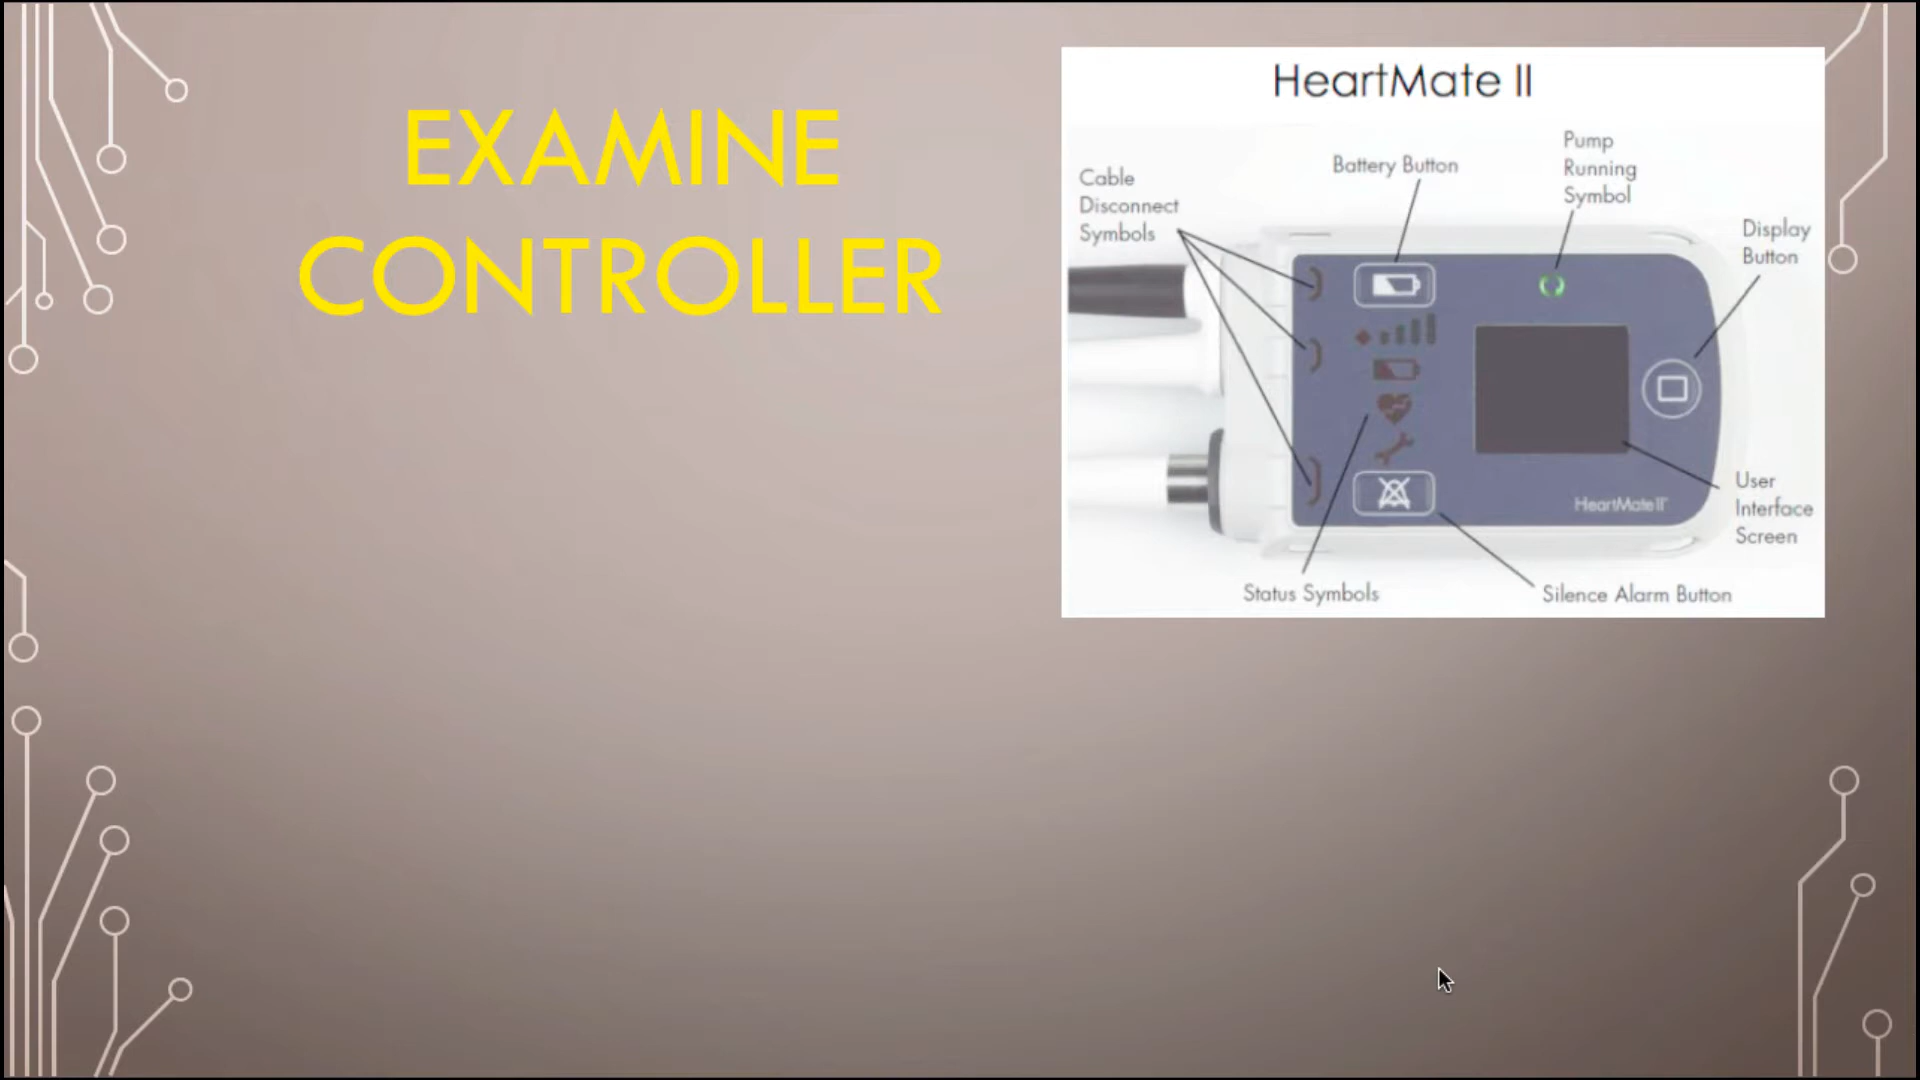 EXAMINE
CONTROLLER
HeartMate II
Cable
Disconnect
Symbols
Battery Button
Pump
Running
Symbol
Display
Button
HeartMate II
User
Interface
Screen
Status Symbols
Silence Alarm Button